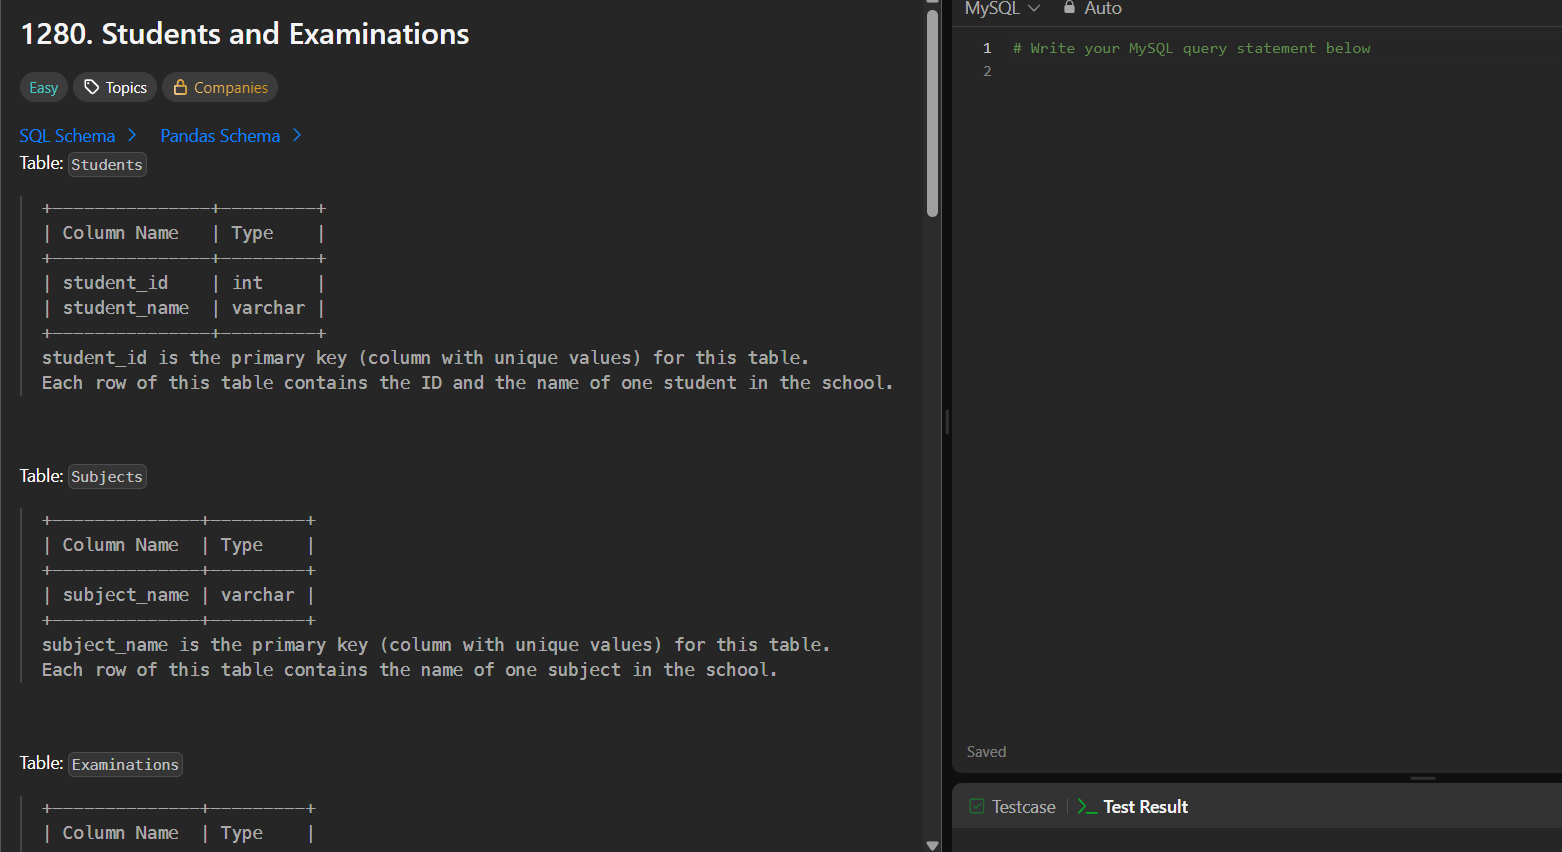 1280. Students and Examinations
Easy Topics Companies
SQL Schema Pandas Schema
Table: Students
+---------------+---------+
| Column Name   | Type    |
+---------------+---------+
| student_id    | int     |
| student_name  | varchar |
+---------------+---------+
student_id is the primary key (column with unique values) for this table.
Each row of this table contains the ID and the name of one student in the school.
Table: Subjects
+--------------+---------+
| Column Name  | Type    |
+--------------+---------+
| subject_name | varchar |
+--------------+---------+
subject_name is the primary key (column with unique values) for this table.
Each row of this table contains the name of one subject in the school.
Table: Examinations
+--------------+---------+
| Column Name  | Type    |
MySQL Auto
1 # Write your MySQL query statement below
2
Saved
Testcase Test Result